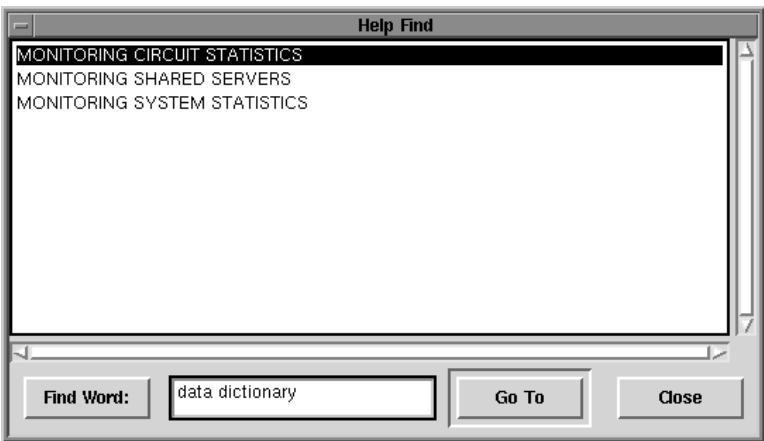 Help Find
MONITORING CIRCUIT STATISTICS
MONITORING SHARED SERVERS
MONITORING SYSTEM STATISTICS
Find Word: data dictionary Go To Close